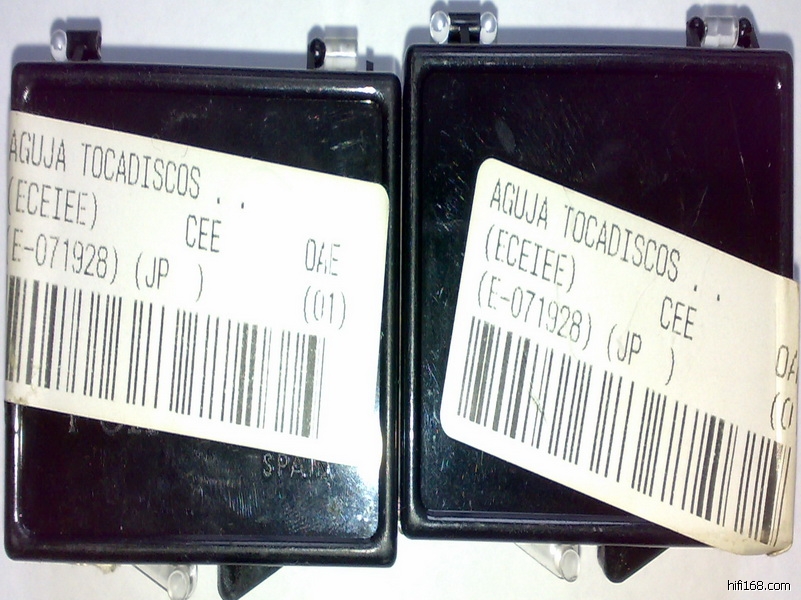 AGUJA TOCADISCOS . .
(ECEIEE)
CEE OAE
(E-071928) (JP )
(01)
SPAIN
AGUJA TOCADISCOS . .
(ECEIEE)
CEE
(E-071928) (JP )
hifi168.com